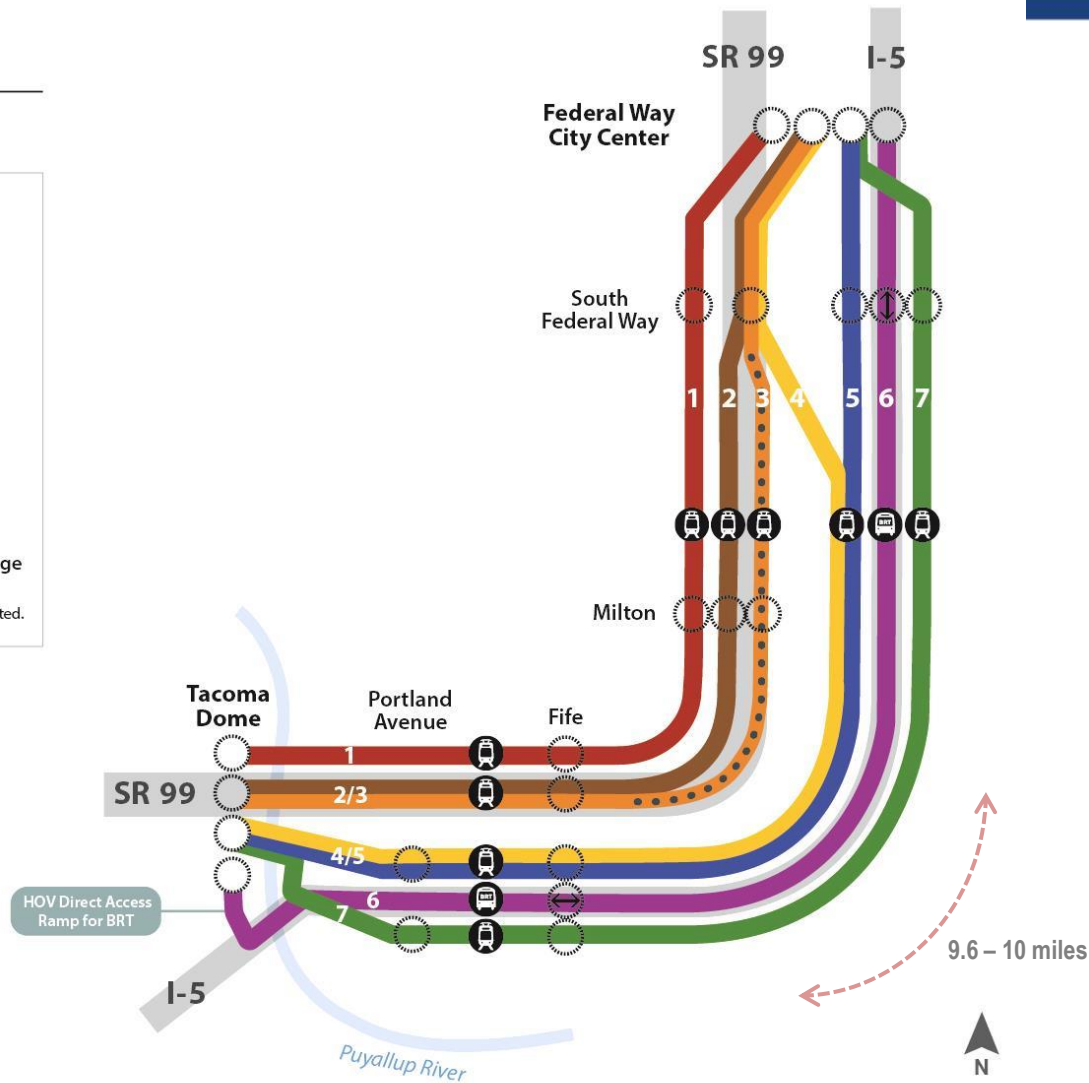 SR 99
I-5
Federal Way
City Center
South
Federal Way
1
2
3
4
5
6
7
BRT
ge
ted.
Milton
Tacoma
Dome
Portland
Avenue
Fife
1
SR 99
2/3
4/5
6
BRT
7
HOV Direct Access
Ramp for BRT
9.6 – 10 miles
I-5
Puyallup River
N